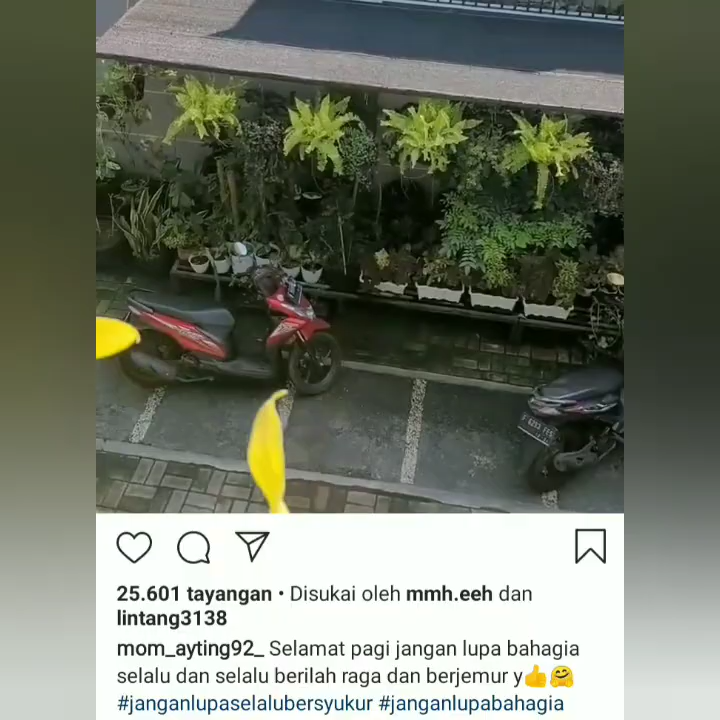 25.601 tayangan • Disukai oleh mmh.eeh dan
lintang3138
mom_ayting92_ Selamat pagi jangan lupa bahagia
selalu dan selalu berilah raga dan berjemur y👍🤗
#janganlupaselalubersyukur #janganlupabahagia